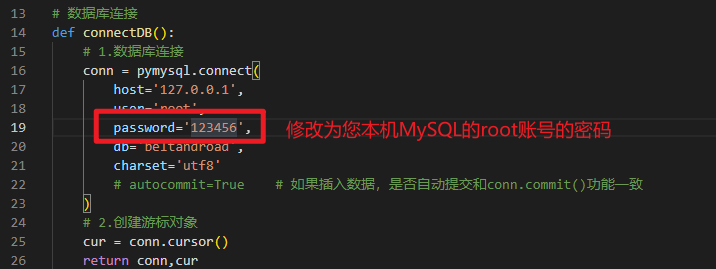 13 # 数据库连接
14 def connectDB():
15 # 1.数据库连接
16 conn = pymysql.connect(
17 host='127.0.0.1',
18 user='root',
19 password='123456', 修改为您本机MySQL的root账号的密码
20 db='beltandroad',
21 charset='utf8'
22 # autocommit=True # 如果插入数据，是否自动提交和conn.commit()功能一致
23 )
24 # 2.创建游标对象
25 cur = conn.cursor()
26 return conn,cur